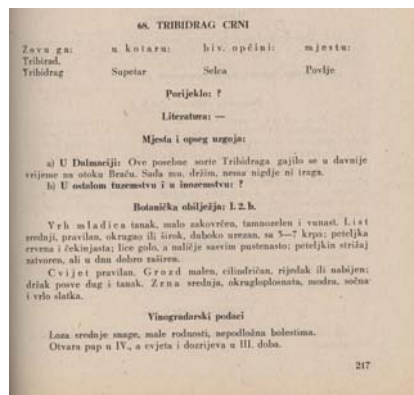 68. TRIBIDRAG CRNI
Zovu ga: u kotaru: biv. općini: mjestu:
Tribirad,
Tribidrag Supetar Selca Povlje
Porijeklo: ?
Literatura: —
Mjesta i opseg uzgoja:
a) U Dalmaciji: Ove posebne sorte Tribidraga gajilo se u davnije
vrijeme na otoku Braču. Sada mu, držim, nema nigdje ni traga.
b) U ostalom tuzemstvu i u inozemstvu: ?
Botanička obilježja: 1. 2. b.
Vrh mladica tanak, malo zakovrčen, tamnozelen i vunast. List
srednji, pravilan, okrugao ili širok, duboko urezan, sa 5—7 krpa; peteljka
crvena i čekinjasta; lice golo, a naličje sasvim pustenasto; peteljkin strižaj
zatvoren, ali u dnu dobro zaširen.
Cvijet pravilan. Grozd malen, cilindričan, rijedak ili nabijen;
držak posve dug i tanak. Zrna srednja, okrugloplosnata, modra, sočna
i vrlo slatka.
Vinogradarski podaci
Loza srednje snage, male rodnosti, nepodložna bolestima.
Otvara pup u IV., a cvjeta i dozrijeva u III. doba.
217